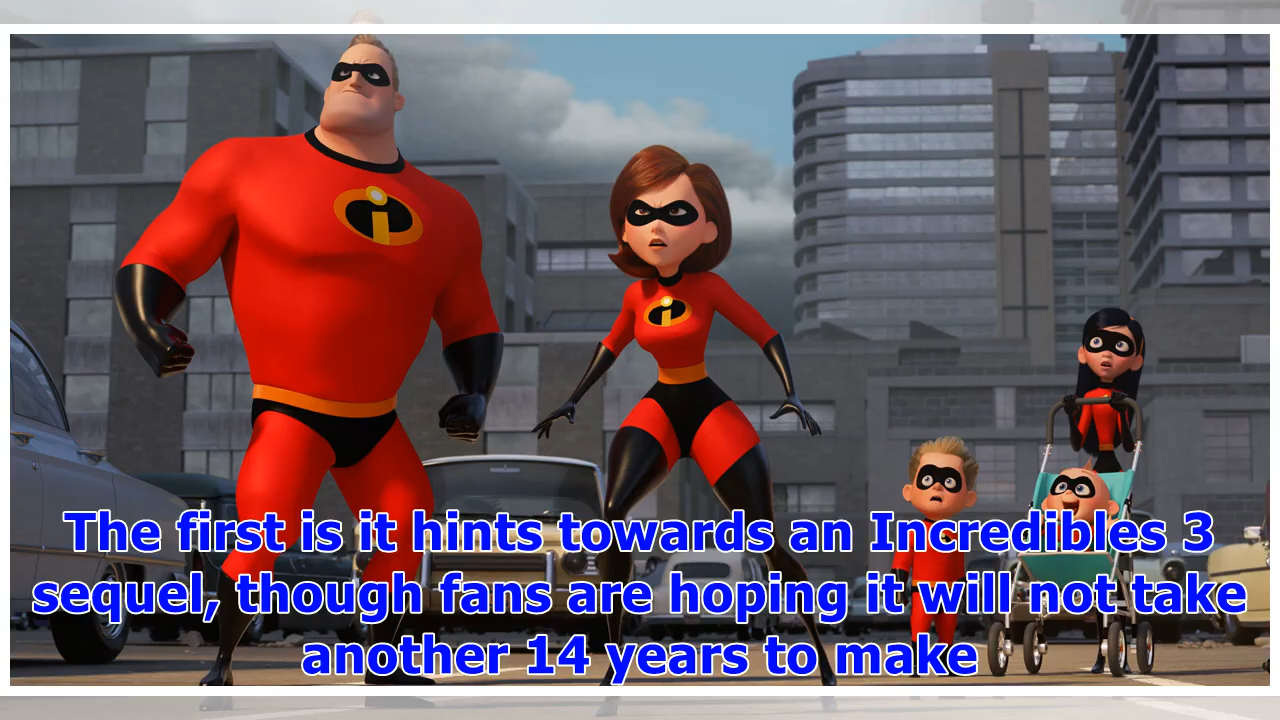 The first is it hints towards an Incredibles 3
sequel, though fans are hoping it will not take
another 14 years to make